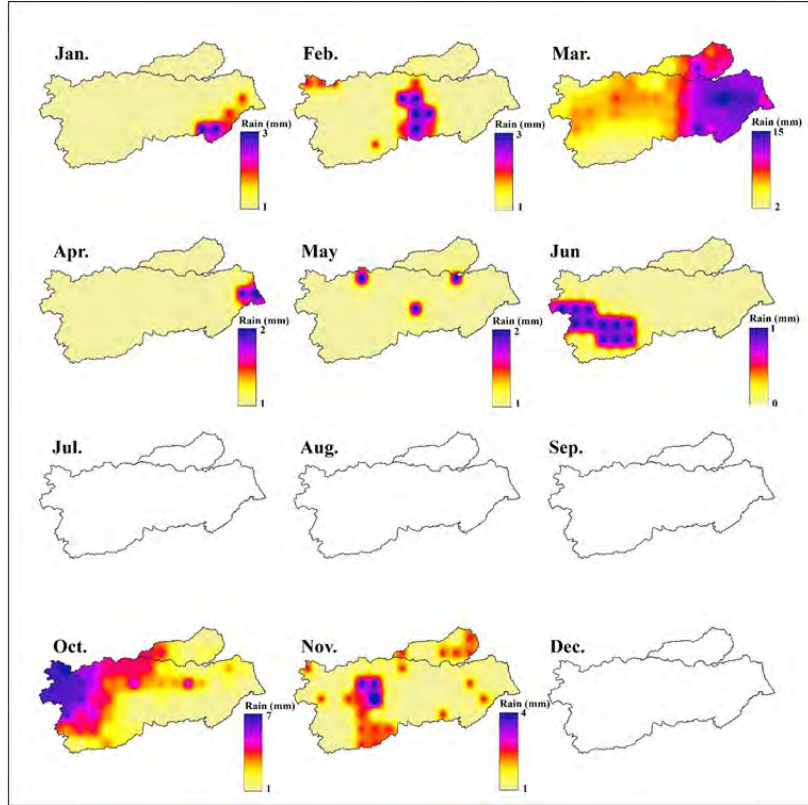 Jan.
Rain (mm)
3
1
Feb.
Rain (mm)
3
1
Mar.
Rain (mm)
15
2
Apr.
Rain (mm)
2
1
May
Rain (mm)
2
1
Jun
Rain (mm)
1
0
Jul.
Aug.
Sep.
Oct.
Rain (mm)
7
1
Nov.
Rain (mm)
4
1
Dec.